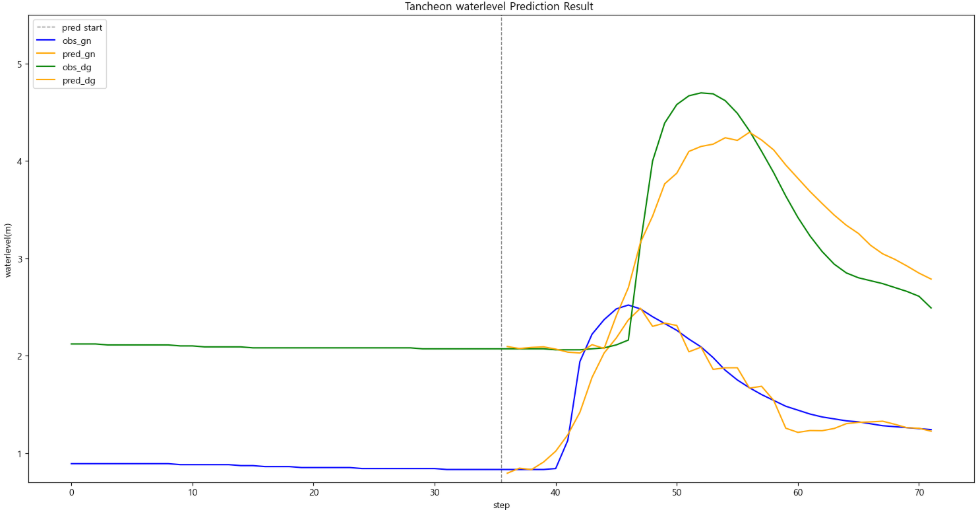 Tancheon waterlevel Prediction Result
pred start
obs_gn
pred_gn
obs_dg
pred_dg
5
4
3
2
1
waterlevel(m)
0 10 20 30 40 50 60 70
step